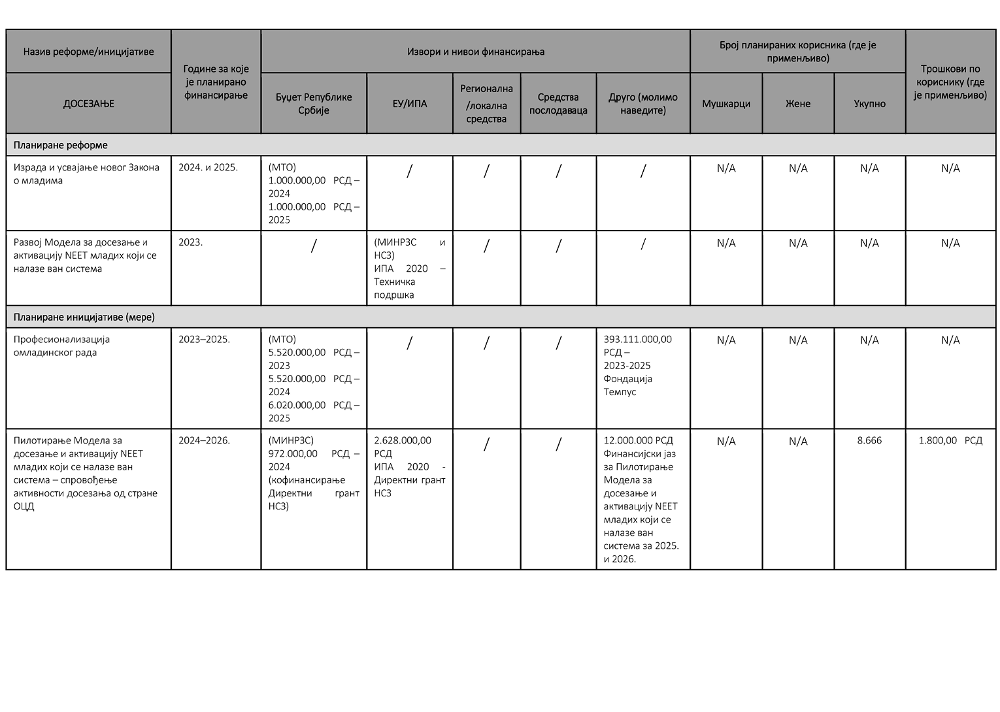 Назив реформе/иницијативе
Године за које
је планирано
финансирање
Извори и нивои финансирања
Број планираних корисника (где је
применљиво)
Трошкови по
кориснику (где
је применљиво)
ДОСЕЗАЊЕ
Буџет Републике
Србије
ЕУ/ИПА
Регионална
/локална
средства
Средства
послодаваца
Друго (молимо
наведите)
Мушкарци
Жене
Укупно
Планиране реформе
Израда и усвајање новог Закона
о младима
2024. и 2025.
(МТО)
1.000.000,00 РСД –
2024
1.000.000,00 РСД –
2025
/
/
/
/
N/A
N/A
N/A
N/A
Развој Модела за досезање и
активацију NEET младих који се
налазе ван система
2023.
/
(МИНРЗС и
НСЗ)
ИПА 2020 –
Техничка
подршка
/
/
/
N/A
N/A
N/A
N/A
Планиране иницијативе (мере)
Професионализација
омладинског рада
2023–2025.
(МТО)
5.520.000,00 РСД –
2023
5.520.000,00 РСД –
2024
6.020.000,00 РСД –
2025
/
/
/
393.111.000,00
РСД –
2023-2025
Фондација
Темпус
N/A
N/A
N/A
N/A
Пилотирање Модела за
досезање и активацију NEET
младих који се налазе ван
система – спровођење
активности досезања од стране
ОЦД
2024–2026.
(МИНРЗС)
972.000,00 РСД –
2024
(кофинансирање
Директни грант
НСЗ)
2.628.000,00
РСД
ИПА 2020 -
Директни грант
НСЗ
/
/
12.000.000 РСД
Финансијски јаз
за Пилотирање
Модела за
досезање и
активацију NEET
младих који се
налазе ван
система за 2025.
и 2026.
N/A
N/A
8.666
1.800,00 РСД